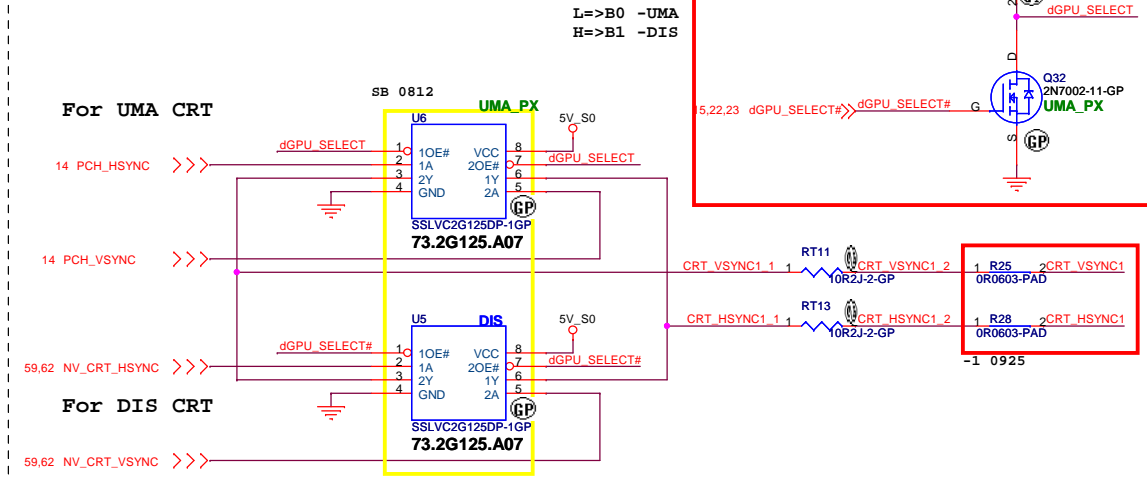 L=>B0 -UMA
H=>B1 -DIS
dGPU_SELECT
D
Q32
2N7002-11-GP
UMA_PX
15,22,23 dGPU_SELECT#
dGPU_SELECT#
G
S
GP
For UMA CRT
SB 0812
UMA_PX
U6
5V_S0
dGPU_SELECT
1 1OE# VCC 8
2 1A 2OE# 7 dGPU_SELECT
3 2Y 1Y 6
4 GND 2A 5
14 PCH_HSYNC
GP
SSLVC2G125DP-1GP
73.2G125.A07
14 PCH_VSYNC
RT11
CRT_VSYNC1_1 1
10R2J-2-GP
CRT_VSYNC1_2 1 R25 2 CRT_VSYNC1
0R0603-PAD
RT13
CRT_HSYNC1_1 1
10R2J-2-GP
CRT_HSYNC1_2 1 R28 2 CRT_HSYNC1
0R0603-PAD
-1 0925
U5
DIS
5V_S0
dGPU_SELECT#
1 1OE# VCC 8
2 1A 2OE# 7 dGPU_SELECT#
3 2Y 1Y 6
4 GND 2A 5
59,62 NV_CRT_HSYNC
For DIS CRT
GP
SSLVC2G125DP-1GP
73.2G125.A07
59,62 NV_CRT_VSYNC